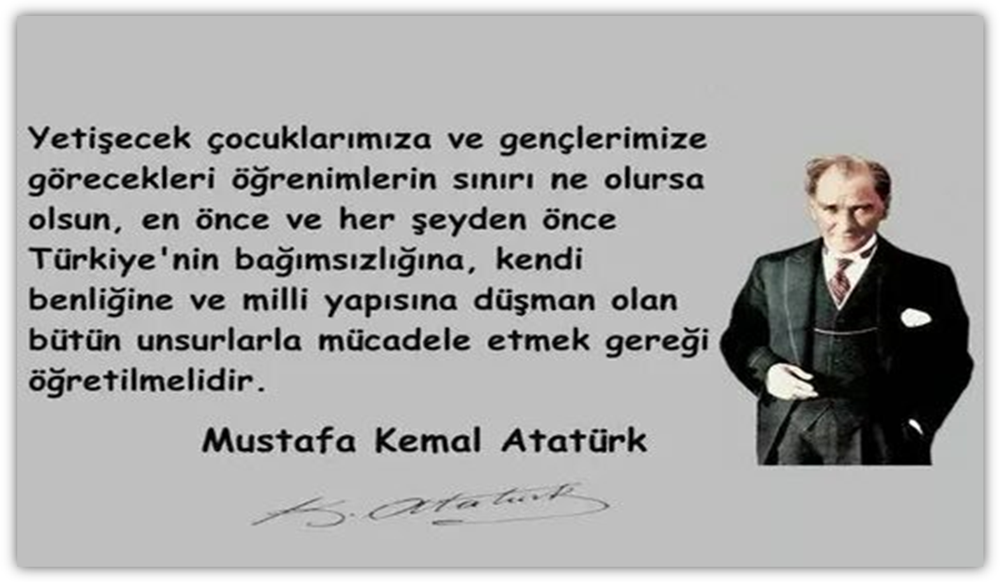 Yetişecek çocuklarımıza ve gençlerimize
görecekleri öğrenimlerin sınırı ne olursa
olsun, en önce ve her şeyden önce
Türkiye'nin bağımsızlığına, kendi
benliğine ve milli yapısına düşman olan
bütün unsurlarla mücadele etmek gereği
öğretilmelidir.
Mustafa Kemal Atatürk
K. Atatürk